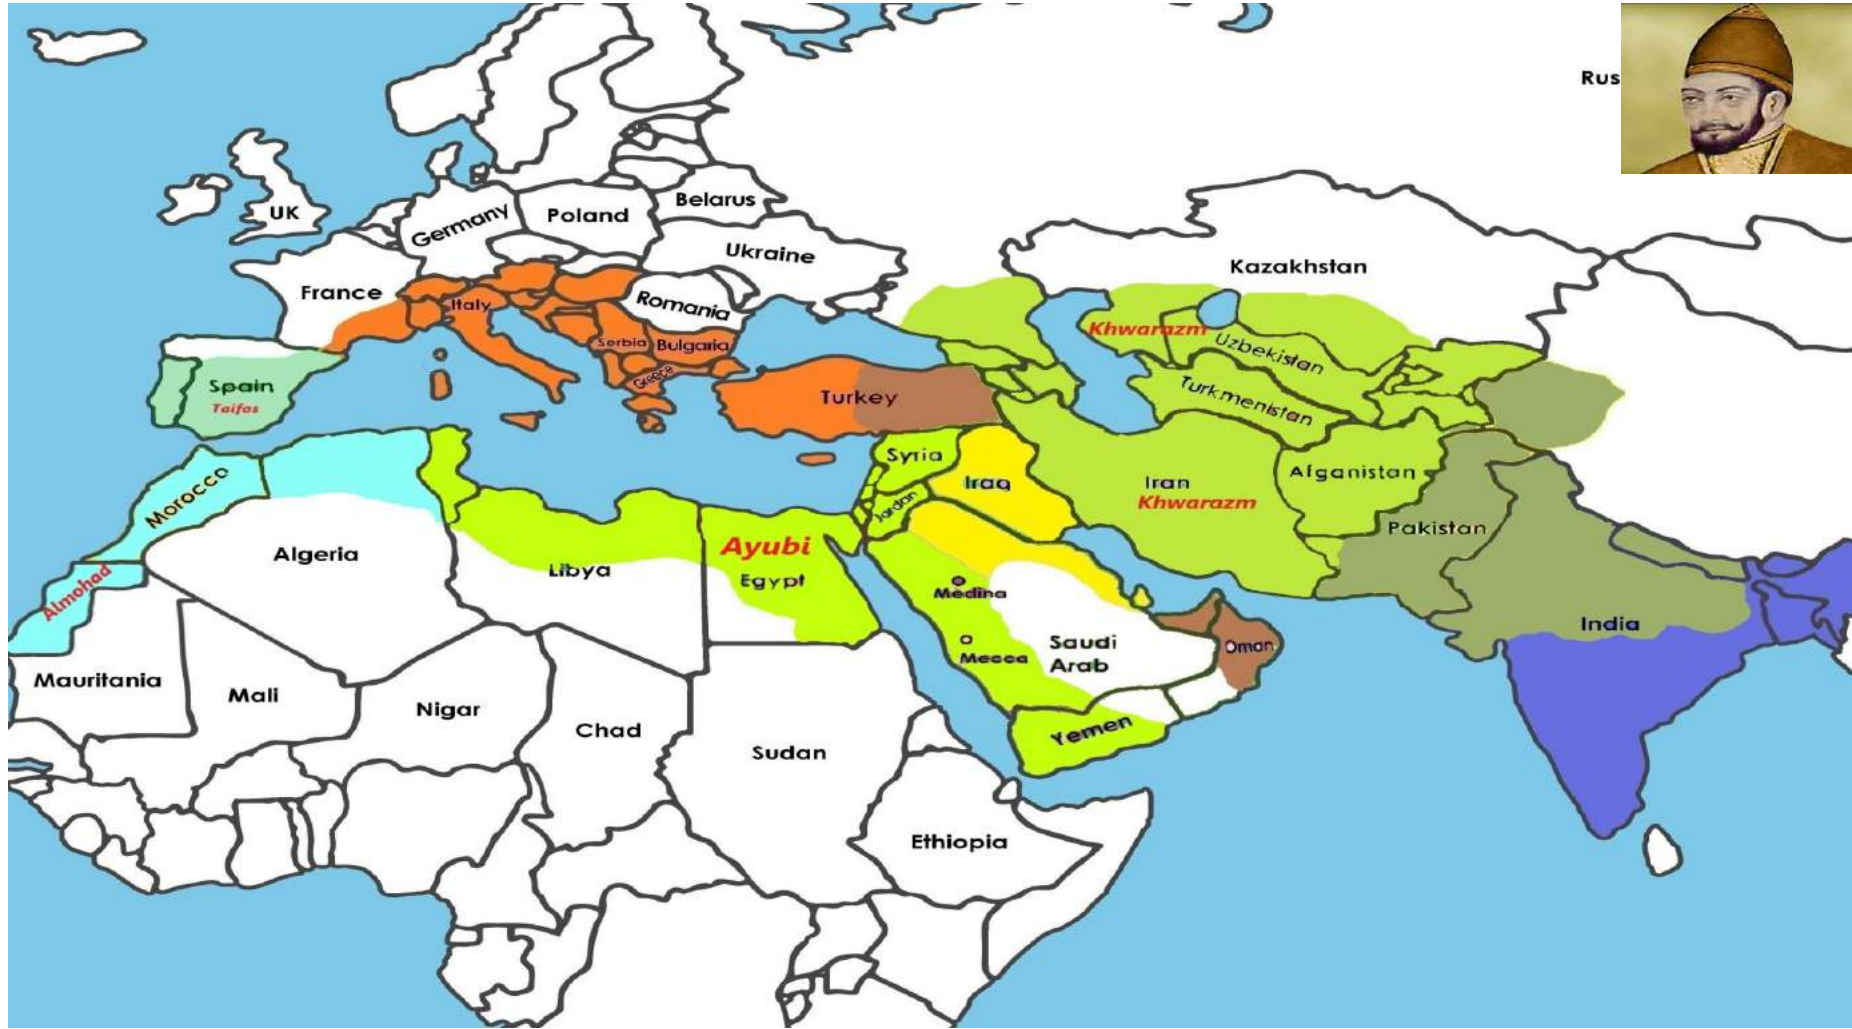 Rus
Belarus
UK
Germany
Poland
Ukraine
Kazakhstan
France
Italy
Romania
Khwarazm
Serbia
Bulgaria
Uzbekistan
Greece
Spain
Taifas
Turkey
Turkmenistan
Syria
Iraq
Iran
Khwarazm
Afganistan
Morocco
Jordan
Pakistan
Algeria
Ayubi
Libya
Egypt
Almohad
Medina
India
Mecca
Saudi
Arab
Oman
Mauritania
Mali
Nigar
Chad
Sudan
Yemen
Ethiopia